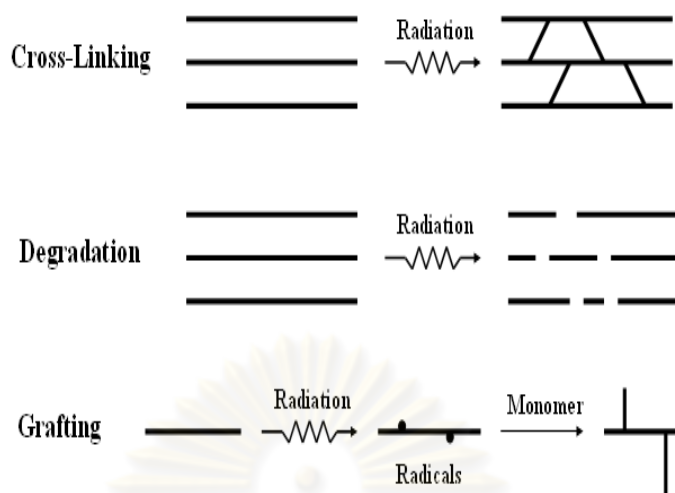 Radiation
Cross-Linking
Radiation
Degradation
Radiation
Monomer
Grafting
Radicals